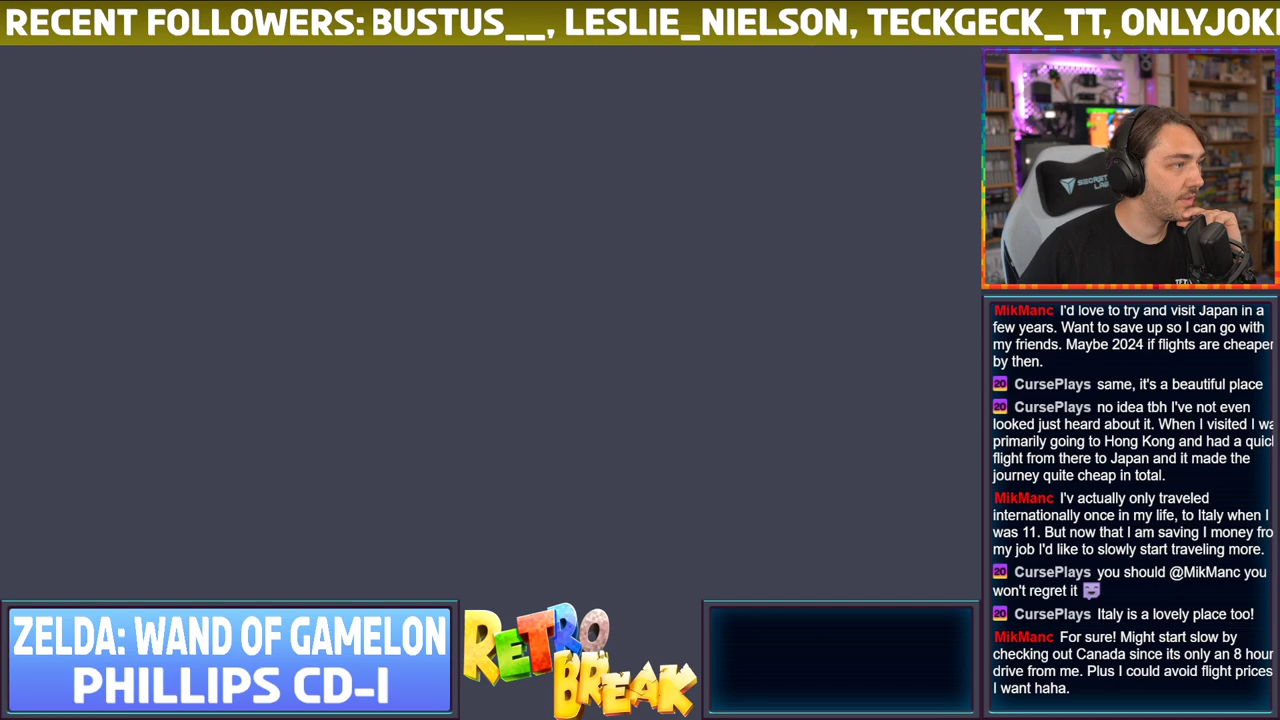 RECENT FOLLOWERS: BUSTUS__, LESLIE_NIELSON, TECKGECK_TT, ONLYJOK
SECRET
LAB
MikManc I'd love to try and visit Japan in a
few years. Want to save up so I can go with
my friends. Maybe 2024 if flights are cheaper
by then.
20 CursePlays same, it's a beautiful place
20 CursePlays no idea tbh I've not even
looked just heard about it. When I visited I wa
primarily going to Hong Kong and had a quic
flight from there to Japan and it made the
journey quite cheap in total.
MikManc I'v actually only traveled
internationally once in my life, to Italy when I
was 11. But now that I am saving I money fro
my job I'd like to slowly start traveling more.
20 CursePlays you should @MikManc you
won't regret it
20 CursePlays Italy is a lovely place too!
MikManc For sure! Might start slow by
checking out Canada since its only an 8 hour
drive from me. Plus I could avoid flight prices
I want haha.
ZELDA: WAND OF GAMELON
PHILLIPS CD-I
RETRO
BREAK